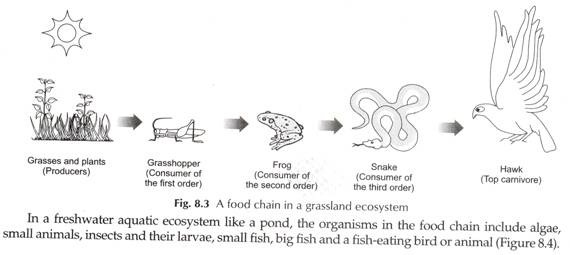 Grasses and plants
(Producers)
Grasshopper
(Consumer of
the first order)
Frog
(Consumer of
the second order)
Snake
(Consumer of
the third order)
Hawk
(Top carnivore)
Fig. 8.3 A food chain in a grassland ecosystem
In a freshwater aquatic ecosystem like a pond, the organisms in the food chain include algae,
small animals, insects and their larvae, small fish, big fish and a fish-eating bird or animal (Figure 8.4).